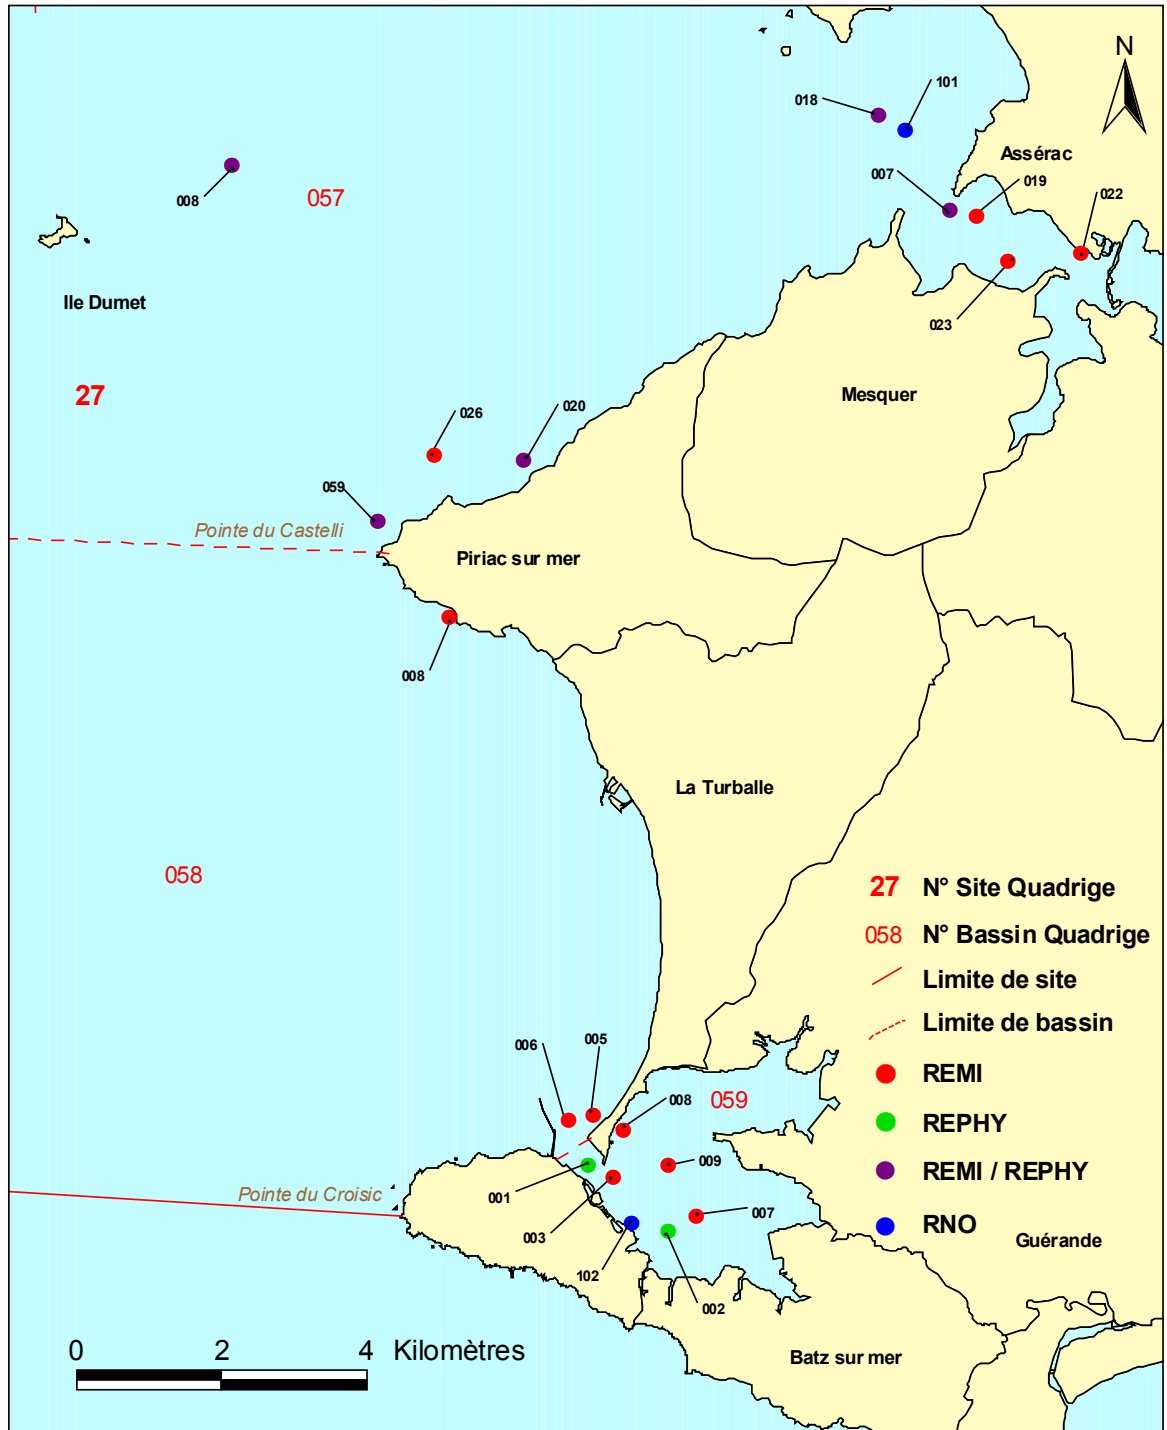 N
101
018
Assérac
007
019
022
008
057
023
Ile Dumet
27
Mesquer
026
020
059
Pointe du Castelli
Piriac sur mer
008
La Turballe
058
27 N° Site Quadrige
058 N° Bassin Quadrige
Limite de site
Limite de bassin
REMI
REPHY
REMI / REPHY
RNO
006
005
008
059
009
001
003
007
Pointe du Croisic
102
002
Guérande
Batz sur mer
0 2 4 Kilomètres